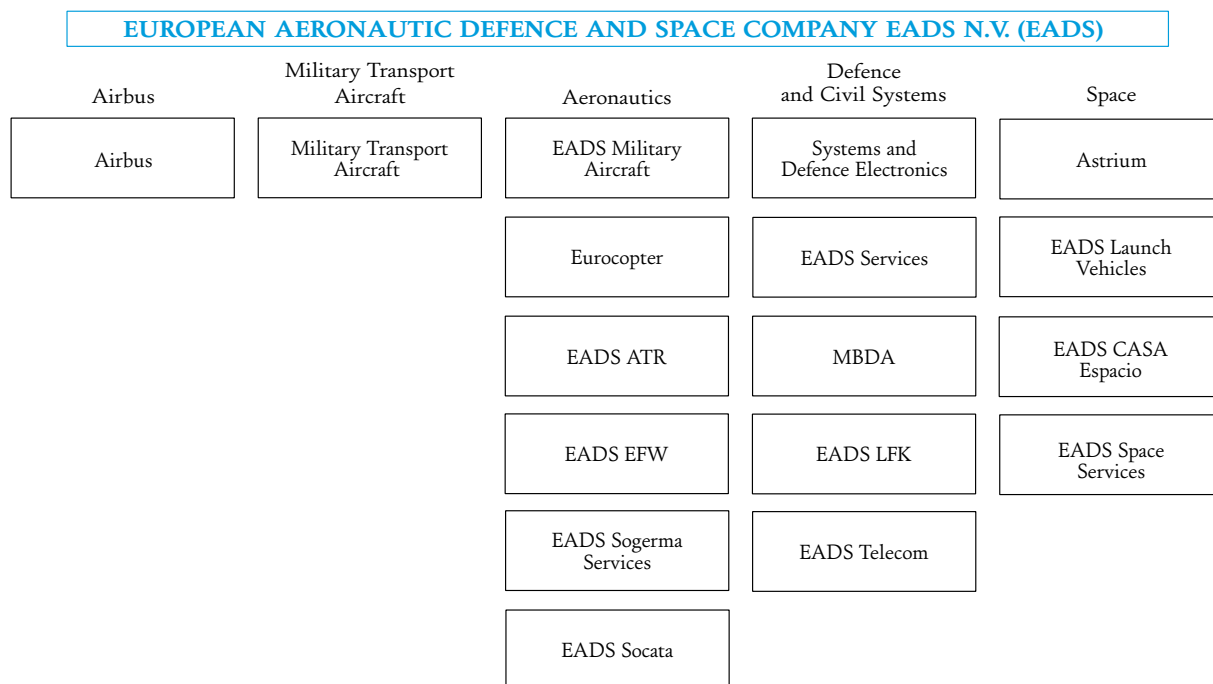 EUROPEAN AERONAUTIC DEFENCE AND SPACE COMPANY EADS N.V. (EADS)
Airbus
Military Transport
Aircraft
Aeronautics
Defence
and Civil Systems
Space
Airbus
Military Transport
Aircraft
EADS Military
Aircraft
Systems and
Defence Electronics
Astrium
Eurocopter
EADS Services
EADS Launch
Vehicles
EADS ATR
MBDA
EADS CASA
Espacio
EADS EFW
EADS LFK
EADS Space
Services
EADS Sogerma
Services
EADS Telecom
EADS Socata